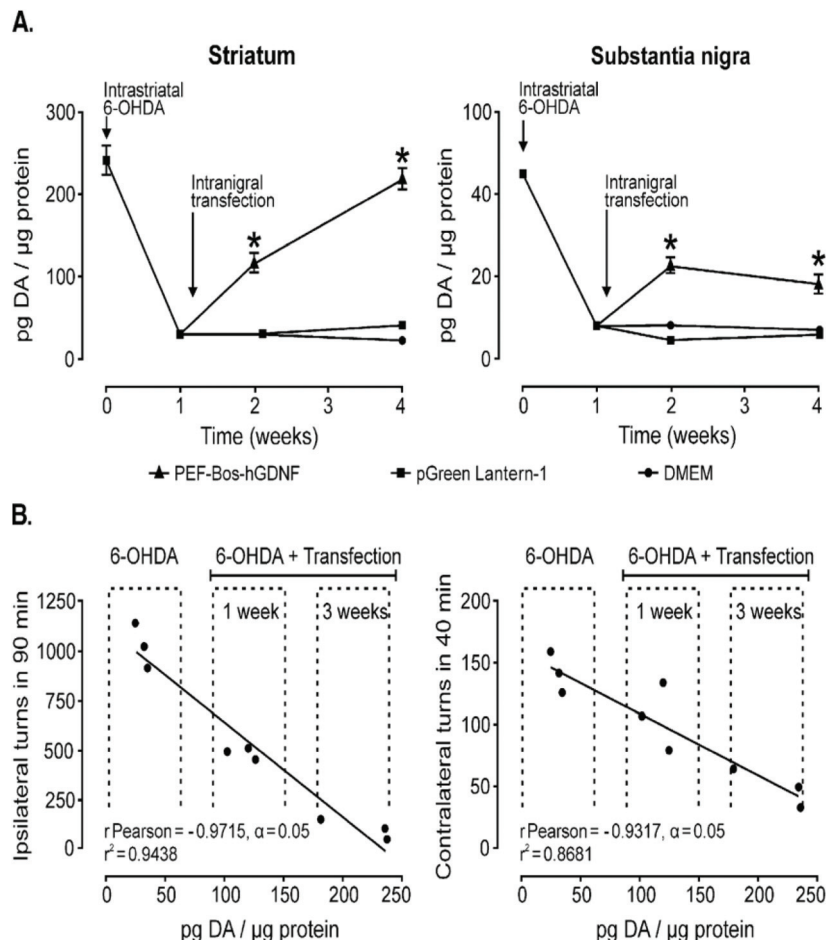 A.
Striatum
Intrastriatal
6-OHDA
Intranigral
transfection
*
*
pg DA / µg protein
300
200
100
0
0 1 2 3 4
Time (weeks)
Substantia nigra
Intrastriatal
6-OHDA
Intranigral
transfection
*
*
pg DA / µg protein
100
40
20
0
0 1 2 3 4
Time (weeks)
PEF-Bos-hGDNF pGreen Lantern-1 DMEM
B.
6-OHDA 6-OHDA + Transfection
1 week 3 weeks
Ipsilateral turns in 90 min
1250
1000
750
500
250
0
r Pearson = - 0.9715, α = 0.05
r² = 0.9438
0 50 100 150 200 250
pg DA / µg protein
6-OHDA 6-OHDA + Transfection
1 week 3 weeks
Contralateral turns in 40 min
200
150
100
50
0
r Pearson = - 0.9317, α = 0.05
r² = 0.8681
0 50 100 150 200 250
pg DA / µg protein